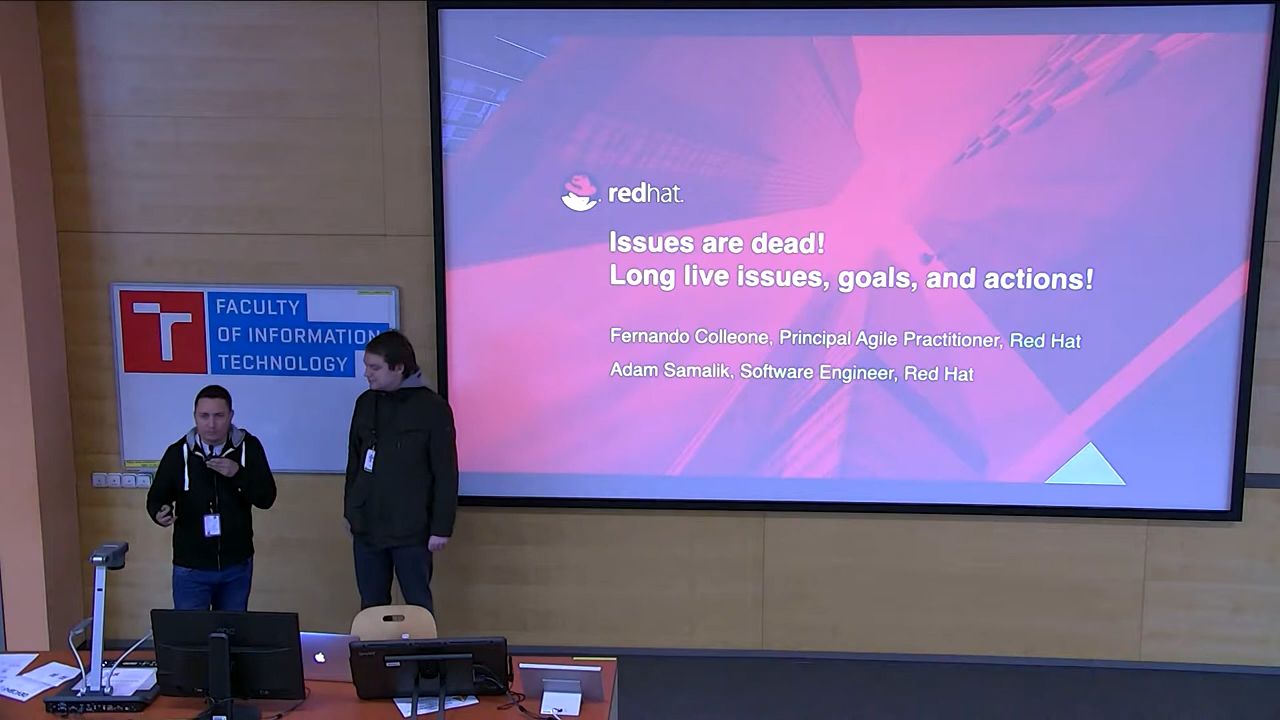 redhat.
Issues are dead!
Long live issues, goals, and actions!
Fernando Colleone, Principal Agile Practitioner, Red Hat
Adam Samalik, Software Engineer, Red Hat
FACULTY
OF INFORMATION
TECHNOLOGY